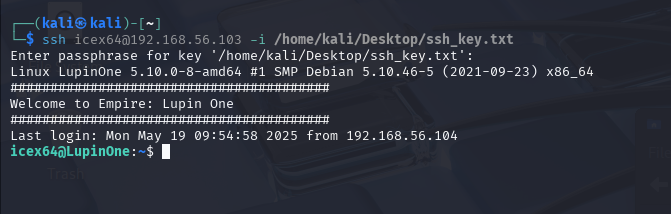 ┌──(kali㉿kali)-[~]
└─$ ssh icex64@192.168.56.103 -i /home/kali/Desktop/ssh_key.txt
Enter passphrase for key '/home/kali/Desktop/ssh_key.txt':
Linux LupinOne 5.10.0-8-amd64 #1 SMP Debian 5.10.46-5 (2021-09-23) x86_64
########################################
Welcome to Empire: Lupin One
########################################
Last login: Mon May 19 09:54:58 2025 from 192.168.56.104
icex64@LupinOne:~$
Trash